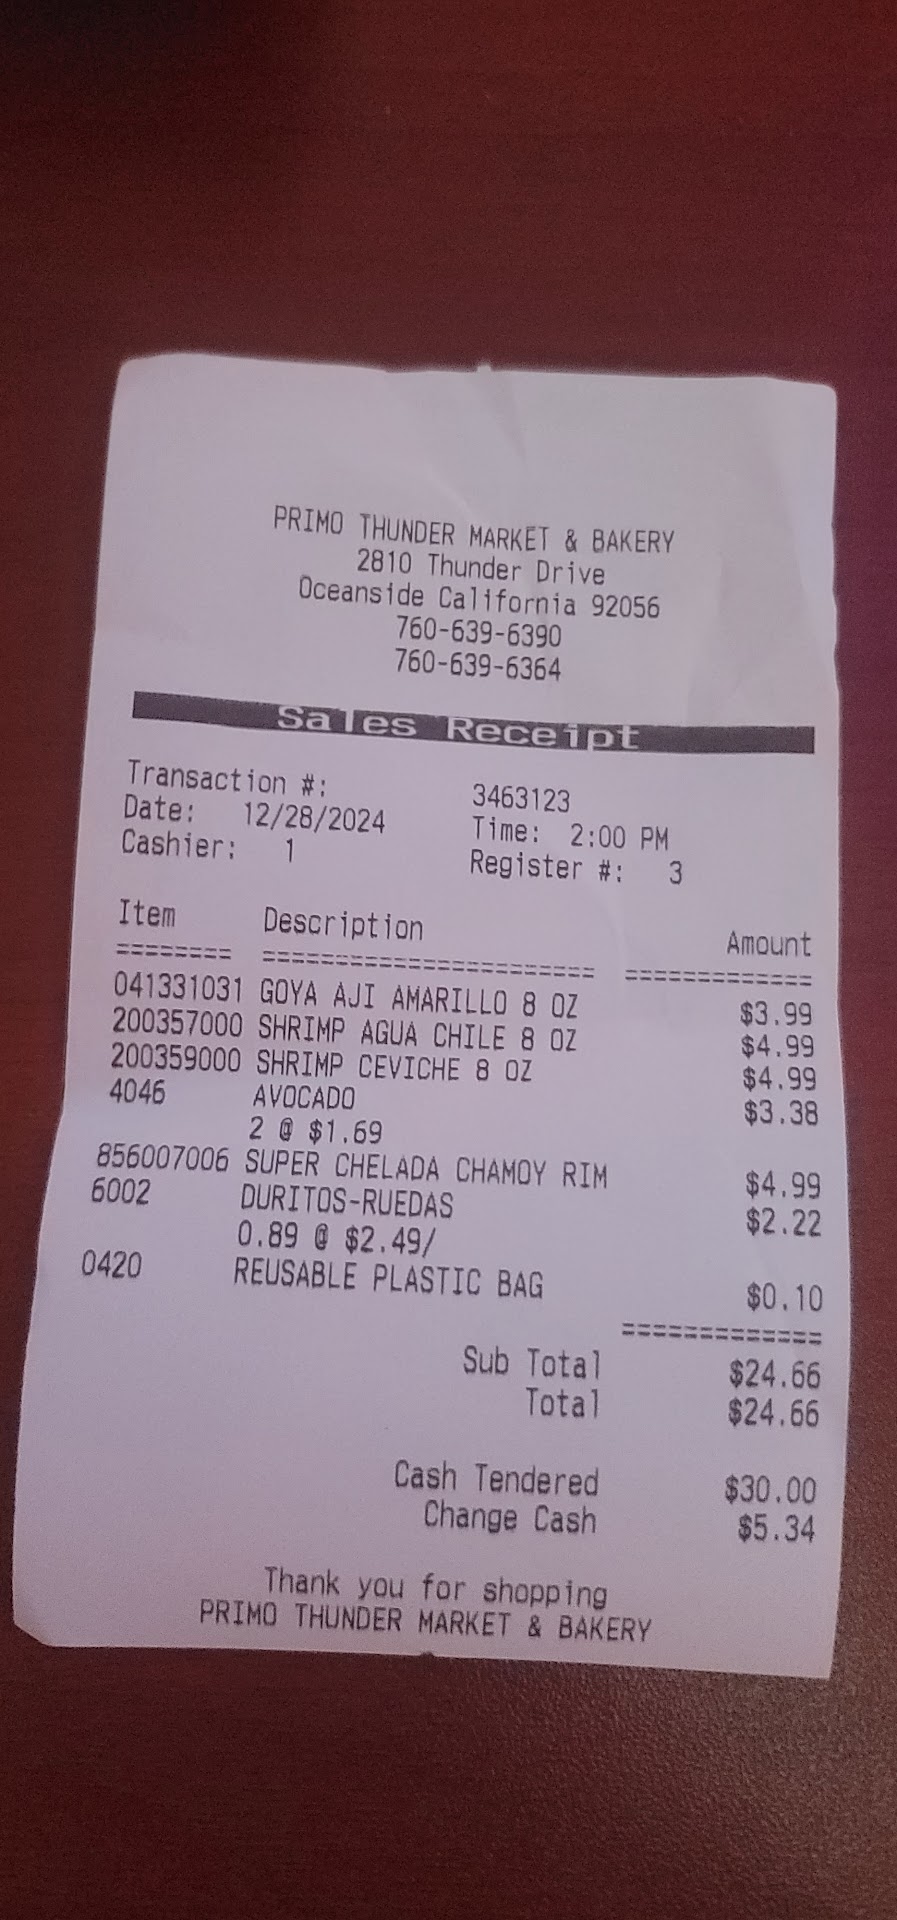 PRIMO THUNDER MARKET & BAKERY
2810 Thunder Drive
Oceanside California 92056
760-639-6390
760-639-6364
Sales Receipt
Transaction #: 3463123
Date: 12/28/2024 Time: 2:00 PM
Cashier: 1 Register #: 3
Item Description Amount
======== ======================= =============
041331031 GOYA AJI AMARILLO 8 OZ $3.99
200357000 SHRIMP AGUA CHILE 8 OZ $4.99
200359000 SHRIMP CEVICHE 8 OZ $4.99
4046 AVOCADO $3.38
2 @ $1.69
856007006 SUPER CHELADA CHAMOY RIM $4.99
6002 DURITOS-RUEDAS $2.22
0.89 @ $2.49/
0420 REUSABLE PLASTIC BAG $0.10
=============
Sub Total $24.66
Total $24.66
Cash Tendered $30.00
Change Cash $5.34
Thank you for shopping
PRIMO THUNDER MARKET & BAKERY